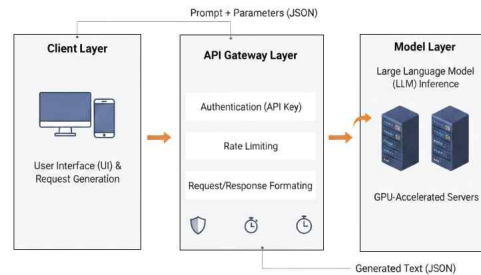 Prompt + Parameters (JSON)
Client Layer
User Interface (UI) &
Request Generation
API Gateway Layer
Authentication (API Key)
Rate Limiting
Request/Response Formating
Model Layer
Large Language Model
(LLM) Inference
GPU-Accelerated Servers
Generated Text (JSON)